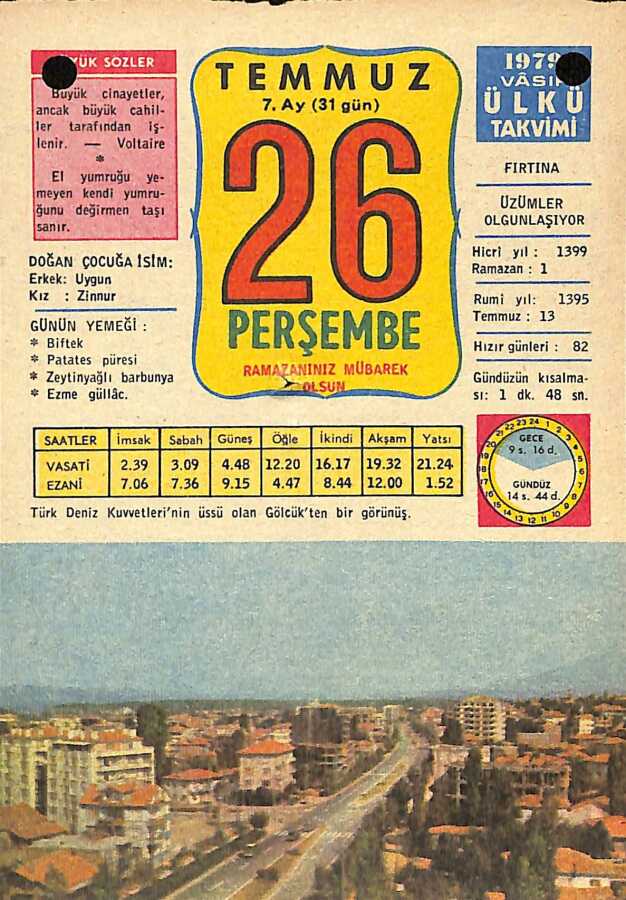 YÜK SÖZLER
Büyük cinayetler,
ancak büyük cahil-
ler tarafından iş-
lenir. — Voltaire
*
El yumruğu ye-
meyen kendi yumru-
ğunu değirmen taşı
sanır.
DOĞAN ÇOCUĞA İSİM:
Erkek: Uygun
Kız : Zinnur
GÜNÜN YEMEĞİ :
* Biftek
* Patates püresi
* Zeytinyağlı barbunya
* Ezme güllâc.
TEMMUZ
7. Ay (31 gün)
26
PERŞEMBE
RAMAZANINIZ MÜBAREK
OLSUN
1979
VÂSIF
ÜLKÜ
TAKVİMİ
FIRTINA
ÜZÜMLER
OLGUNLAŞIYOR
Hicrî yıl : 1399
Ramazan : 1
Rumî yıl: 1395
Temmuz : 13
Hızır günleri : 82
Gündüzün kısalma-
sı: 1 dk. 48 sn.
SAATLER İmsak Sabah Güneş Öğle İkindi Akşam Yatsı
VASATİ 2.39 3.09 4.48 12.20 16.17 19.32 21.24
EZANİ 7.06 7.36 9.15 4.47 8.44 12.00 1.52
GECE
9 s. 16 d.
GÜNDÜZ
14 s. 44 d.
Türk Deniz Kuvvetleri'nin üssü olan Gölcük'ten bir görünüş.